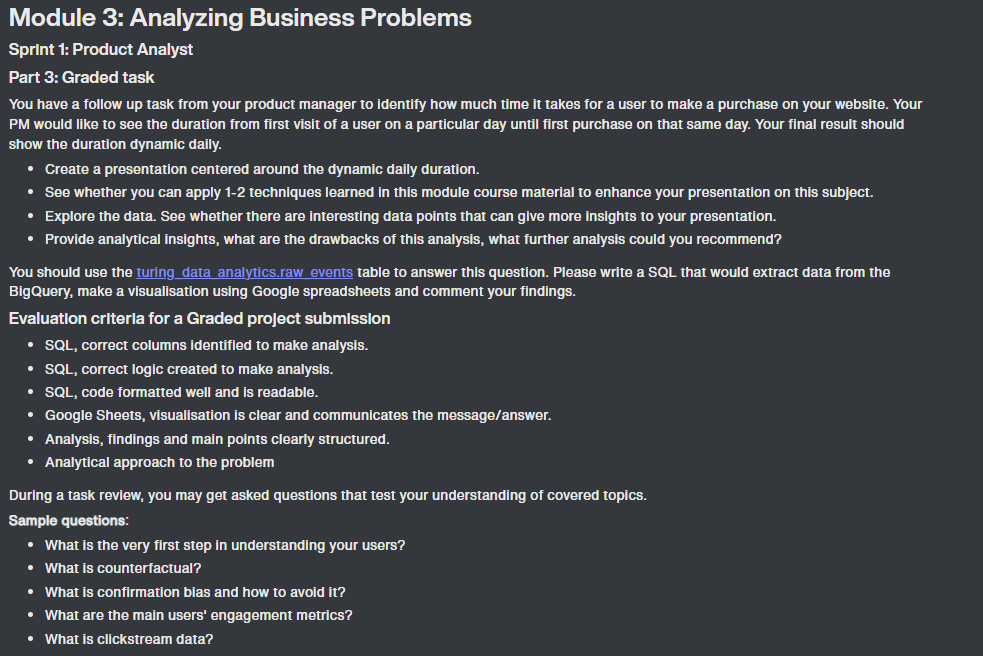 Module 3: Analyzing Business Problems
Sprint 1: Product Analyst
Part 3: Graded task
You have a follow up task from your product manager to identify how much time it takes for a user to make a purchase on your website. Your
PM would like to see the duration from first visit of a user on a particular day until first purchase on that same day. Your final result should
show the duration dynamic daily.
• Create a presentation centered around the dynamic daily duration.
• See whether you can apply 1-2 techniques learned in this module course material to enhance your presentation on this subject.
• Explore the data. See whether there are interesting data points that can give more insights to your presentation.
• Provide analytical insights, what are the drawbacks of this analysis, what further analysis could you recommend?
You should use the turing_data_analytics.raw_events table to answer this question. Please write a SQL that would extract data from the
BigQuery, make a visualisation using Google spreadsheets and comment your findings.
Evaluation criteria for a Graded project submission
• SQL, correct columns identified to make analysis.
• SQL, correct logic created to make analysis.
• SQL, code formatted well and is readable.
• Google Sheets, visualisation is clear and communicates the message/answer.
• Analysis, findings and main points clearly structured.
• Analytical approach to the problem
During a task review, you may get asked questions that test your understanding of covered topics.
Sample questions:
• What is the very first step in understanding your users?
• What is counterfactual?
• What is confirmation bias and how to avoid it?
• What are the main users' engagement metrics?
• What is clickstream data?